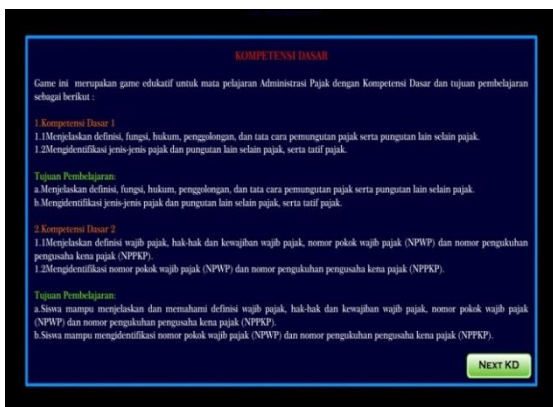 KOMPETENSI DASAR
Game ini merupakan game edukatif untuk mata pelajaran Administrasi Pajak dengan Kompetensi Dasar dan tujuan pembelajaran
sebagai berikut :
1.Kompetensi Dasar 1
1.1Menjelaskan definisi, fungsi, hukum, penggolongan, dan tata cara pemungutan pajak serta pungutan lain selain pajak.
1.2Mengidentifikasi jenis-jenis pajak dan pungutan lain selain pajak, serta tatif pajak.
Tujuan Pembelajaran:
a.Menjelaskan definisi, fungsi, hukum, penggolongan, dan tata cara pemungutan pajak serta pungutan lain selain pajak.
b.Mengidentifikasi jenis-jenis pajak dan pungutan lain selain pajak, serta tatif pajak.
2.Kompetensi Dasar 2
1.1Menjelaskan definisi wajib pajak, hak-hak dan kewajiban wajib pajak, nomor pokok wajib pajak (NPWP) dan nomor pengukuhan
pengusaha kena pajak (NPPKP).
1.2Mengidentifikasi nomor pokok wajib pajak (NPWP) dan nomor pengukuhan pengusaha kena pajak (NPPKP).
Tujuan Pembelajaran:
a.Siswa mampu menjelaskan dan memahami definisi wajib pajak, hak-hak dan kewajiban wajib pajak, nomor pokok wajib pajak
(NPWP) dan nomor pengukuhan pengusaha kena pajak (NPPKP).
b.Siswa mampu mengidentifikasi nomor pokok wajib pajak (NPWP) dan nomor pengukuhan pengusaha kena pajak (NPPKP).
NEXT KD